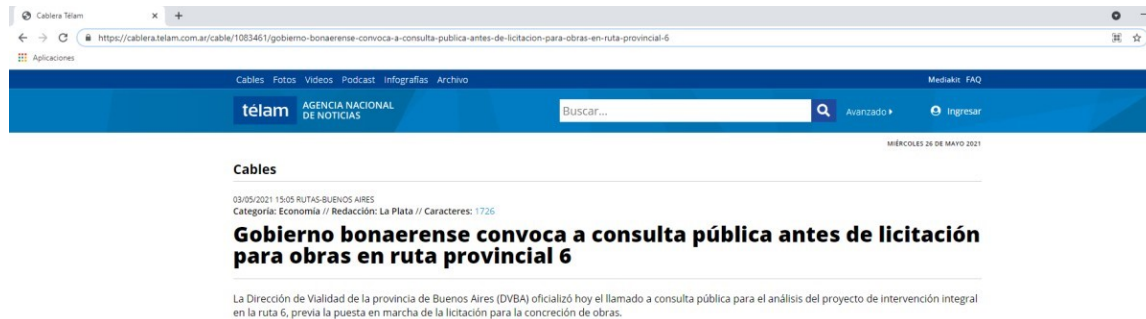 Cablera Télam
https://cablera.telam.com.ar/cable/1083461/gobierno-bonaerense-convoca-a-consulta-publica-antes-de-licitacion-para-obras-en-ruta-provincial-6
Aplicaciones
Cables Fotos Videos Podcast Infografías Archivo Mediakit FAQ
télam AGENCIA NACIONAL DE NOTICIAS Buscar... Avanzado Ingresar
MIÉRCOLES 26 DE MAYO 2021
Cables
03/05/2021 15:05 RUTAS-BUENOS AIRES
Categoría: Economía // Redacción: La Plata // Caracteres: 1726
Gobierno bonaerense convoca a consulta pública antes de licitación
para obras en ruta provincial 6
La Dirección de Vialidad de la provincia de Buenos Aires (DVBA) oficializó hoy el llamado a consulta pública para el análisis del proyecto de intervención integral
en la ruta 6, previa la puesta en marcha de la licitación para la concreción de obras.